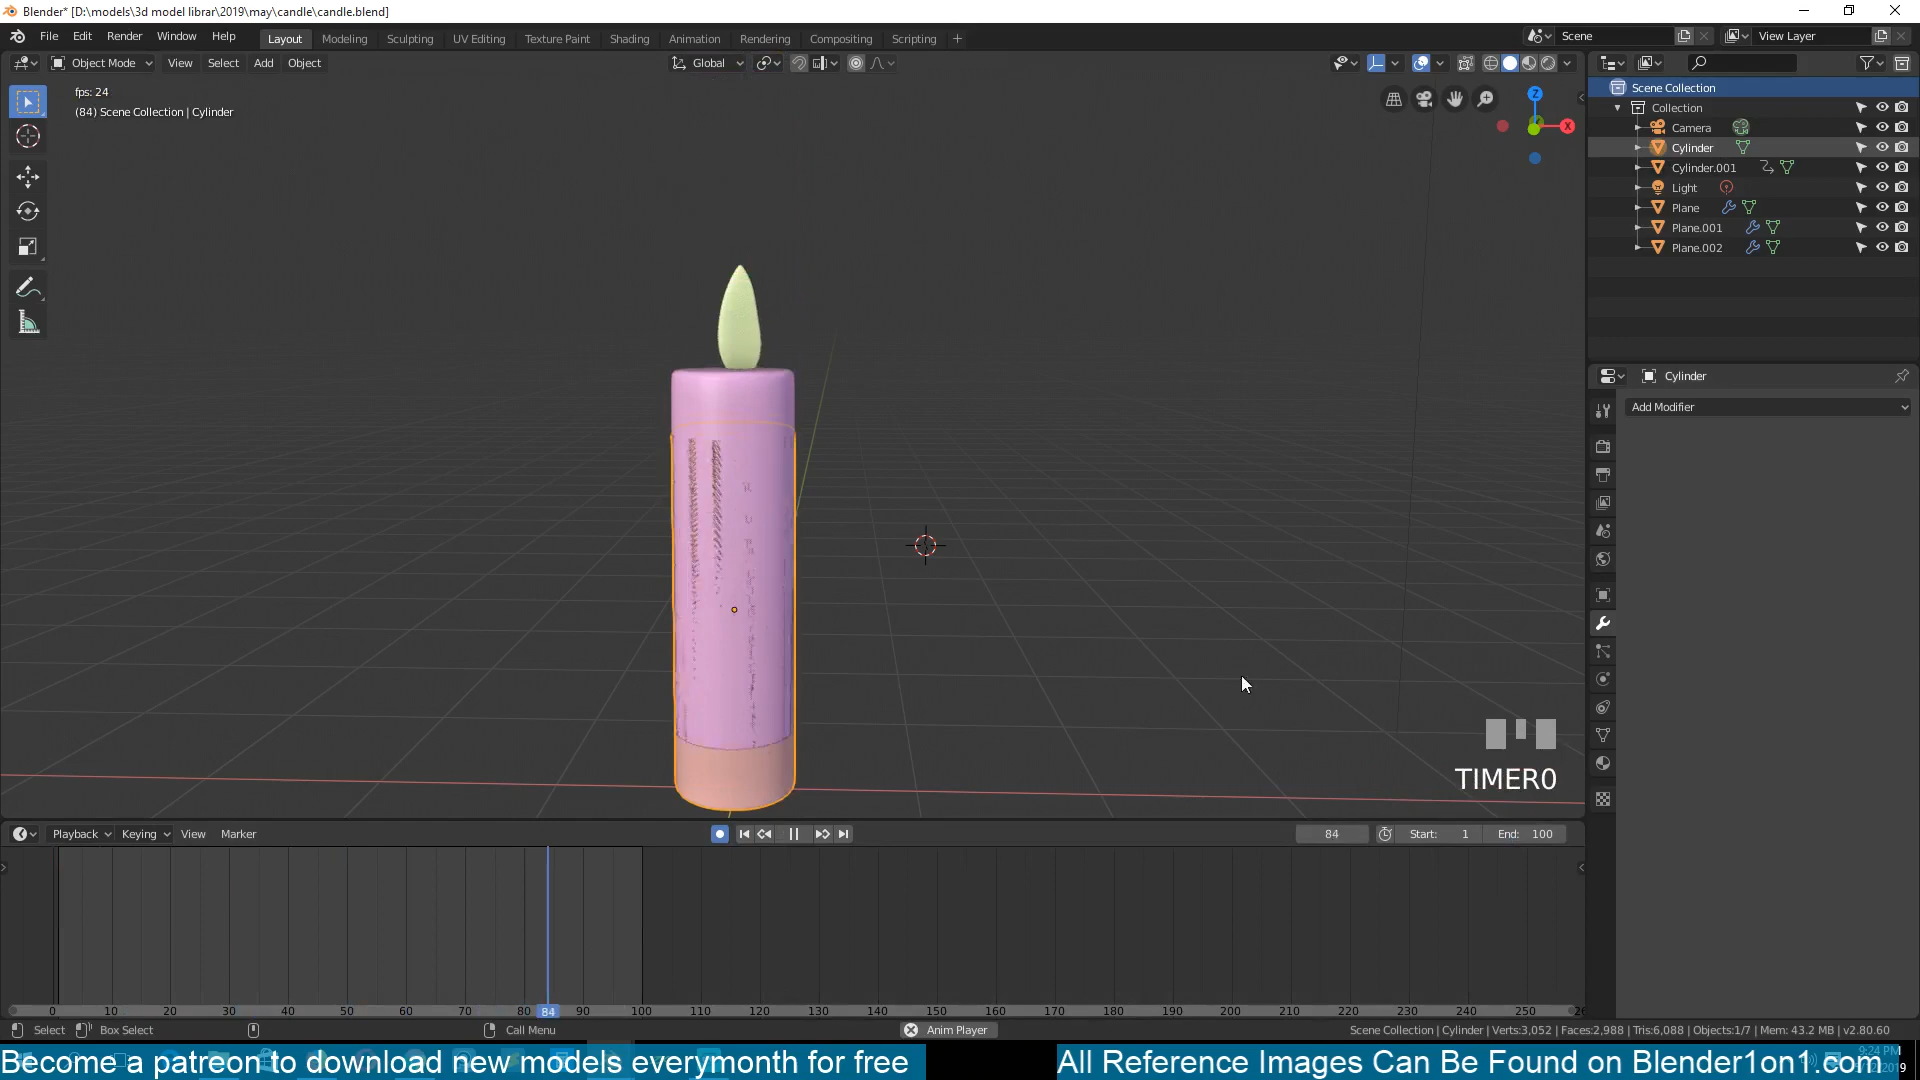 Blender* [D:\models\3d model librar\2019\may\candle\candle.blend]
File Edit Render Window Help Layout Modeling Sculpting UV Editing Texture Paint Shading Animation Rendering Compositing Scripting + Scene View Layer
Object Mode View Select Add Object Global
fps: 24
(84) Scene Collection | Cylinder
Z
X
Scene Collection
Collection
Camera
Cylinder
Cylinder.001
Light
Plane
Plane.001
Plane.002
Cylinder
Add Modifier
TIMER0
Playback Keying View Marker 84 Start: 1 End: 100
0 10 20 30 40 50 60 70 80 84 90 100 110 120 130 140 150 160 170 180 190 200 210 220 230 240 250 26
Select Box Select Call Menu Anim Player Scene Collection | Cylinder | Verts:3,052 | Faces:2,988 | Tris:6,088 | Objects:1/7 | Mem: 43.2 MB | v2.80.60
Become a patreon to download new models everymonth for free All Reference Images Can Be Found on Blender1on1.com
9:24 PM